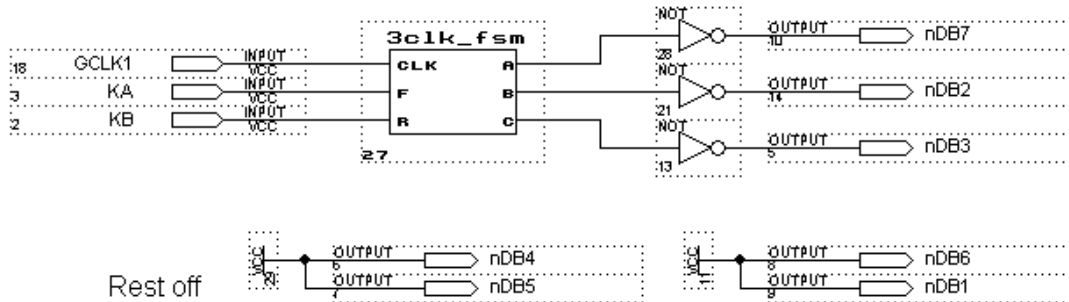 NOT
3clk_fsm
OUTPUT
10
nDB7
18
GCLK1
INPUT
VCC
CLK
A
28
NOT
3
KA
INPUT
VCC
F
B
OUTPUT
14
nDB2
2
KB
INPUT
VCC
R
C
21
NOT
27
OUTPUT
5
nDB3
13
VCC
OUTPUT
6
nDB4
VCC
11
OUTPUT
8
nDB6
Rest off
OUTPUT
nDB5
OUTPUT
9
nDB1